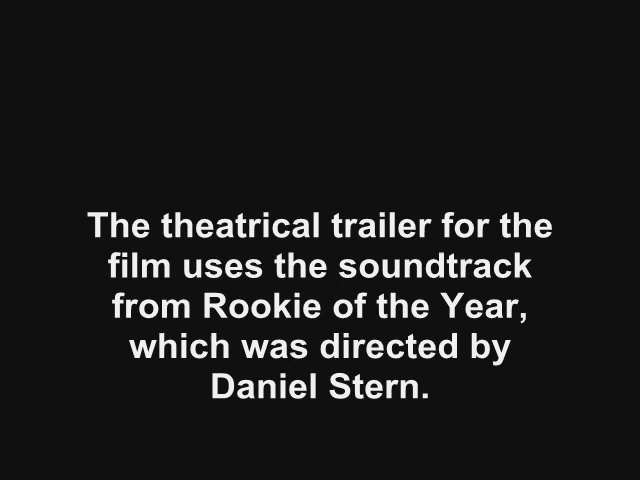 The theatrical trailer for the
film uses the soundtrack
from Rookie of the Year,
which was directed by
Daniel Stern.